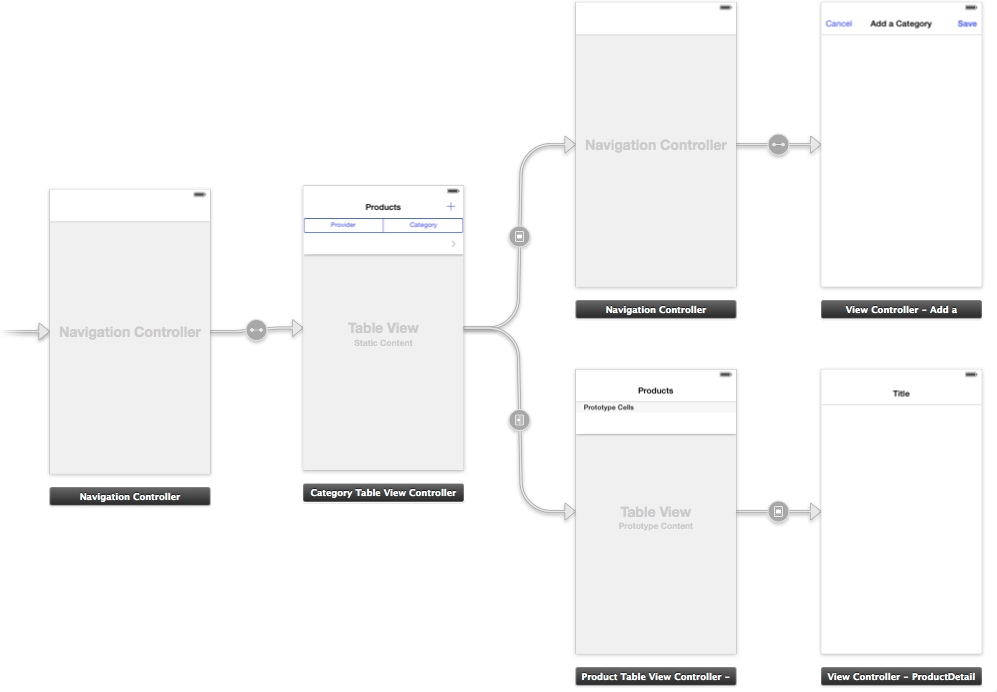 Navigation Controller
Navigation Controller
Products
+
Provider
Category
Table View
Static Content
Category Table View Controller
Navigation Controller
Navigation Controller
Cancel
Add a Category
Save
View Controller – Add a
Products
Prototype Cells
Table View
Prototype Content
Product Table View Controller –
Title
View Controller – ProductDetail